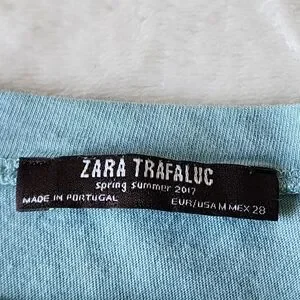 ZARA TRAFALUC
spring summer 2017
MADE IN PORTUGAL
EUR/USA M MEX 28